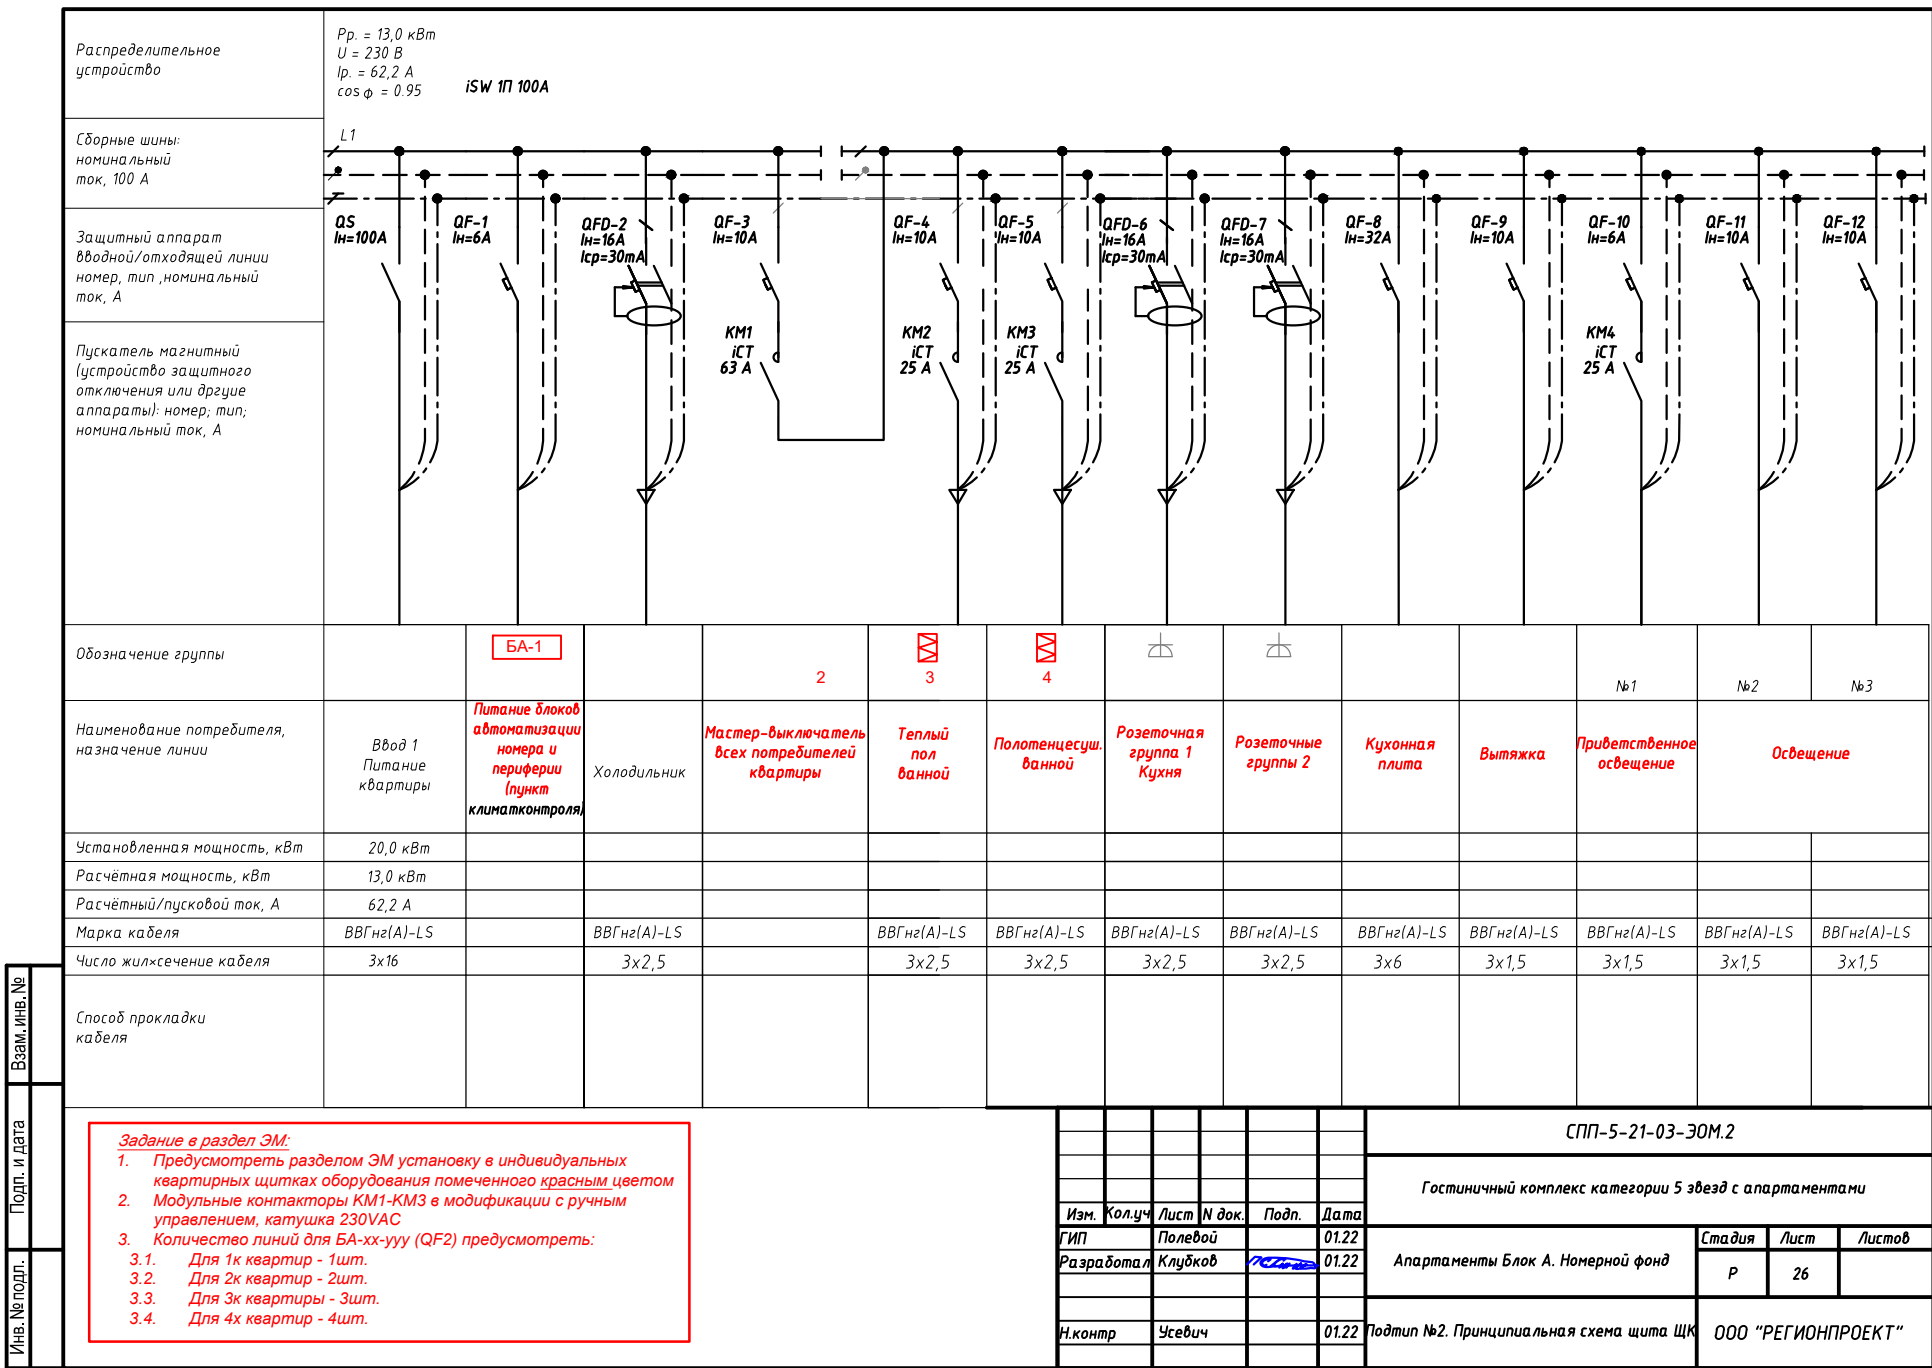 Распределительное
устройство
Рр. = 13,0 кВт
U = 230 В
Iр. = 62,2 А
cos φ = 0.95
iSW 1П 100А
Сборные шины:
номинальный
ток, 100 А
L1
Защитный аппарат
вводной/отходящей линии
номер, тип ,номинальный
ток, А
QS
Iн=100А
QF-1
Iн=6А
QFD-2
Iн=16А
Iср=30mA
QF-3
Iн=10А
QF-4
Iн=10А
QF-5
Iн=10А
QFD-6
Iн=16А
Iср=30mA
QFD-7
Iн=16А
Iср=30mA
QF-8
Iн=32А
QF-9
Iн=10А
QF-10
Iн=6А
QF-11
Iн=10А
QF-12
Iн=10А
Пускатель магнитный
(устройство защитного
отключения или дргуие
аппараты): номер; тип;
номинальный ток, А
КМ1
iCT
63 А
КМ2
iCT
25 А
КМ3
iCT
25 А
КМ4
iCT
25 А
Обозначение группы
БА-1
2
3
4
№1
№2
№3
Наименование потребителя,
назначение линии
Ввод 1
Питание
квартиры
Питание блоков
автоматизации
номера и
периферии
(пункт
климатконтроля)
Холодильник
Мастер-выключатель
всех потребителей
квартиры
Теплый
пол
ванной
Полотенцесуш.
ванной
Розеточная
группа 1
Кухня
Розеточные
группы 2
Кухонная
плита
Вытяжка
Приветственное
освещение
Освещение
Установленная мощность, кВт 20,0 кВт
Расчётная мощность, кВт 13,0 кВт
Расчётный/пусковой ток, А 62,2 А
Марка кабеля ВВГнг(А)-LS ВВГнг(А)-LS ВВГнг(А)-LS ВВГнг(А)-LS ВВГнг(А)-LS ВВГнг(А)-LS ВВГнг(А)-LS ВВГнг(А)-LS ВВГнг(А)-LS ВВГнг(А)-LS ВВГнг(А)-LS
Число жил×сечение кабеля 3х16 3х2,5 3х2,5 3х2,5 3х2,5 3х2,5 3х6 3х1,5 3х1,5 3х1,5 3х1,5
Способ прокладки
кабеля
Взам. инв. №
Подп. и дата
Инв. № подл.
Задание в раздел ЭМ:
1. Предусмотреть разделом ЭМ установку в индивидуальных
квартирных щитках оборудования помеченного красным цветом
2. Модульные контакторы КМ1-КМ3 в модификации с ручным
управлением, катушка 230VAC
3. Количество линий для БА-хх-ууу (QF2) предусмотреть:
3.1. Для 1к квартир - 1шт.
3.2. Для 2к квартир - 2шт.
3.3. Для 3к квартиры - 3шт.
3.4. Для 4х квартир - 4шт.
СПП-5-21-03-ЭОМ.2
Гостиничный комплекс категории 5 звезд с апартаментами
Изм. Кол.уч Лист N док. Подп. Дата
ГИП Полевой 01.22
Разработал Клубков 01.22
Н.контр Усевич 01.22
Апартаменты Блок А. Номерной фонд
Стадия Лист Листов
Р 26
Подтип №2. Принципиальная схема щита ЩК
ООО "РЕГИОНПРОЕКТ"